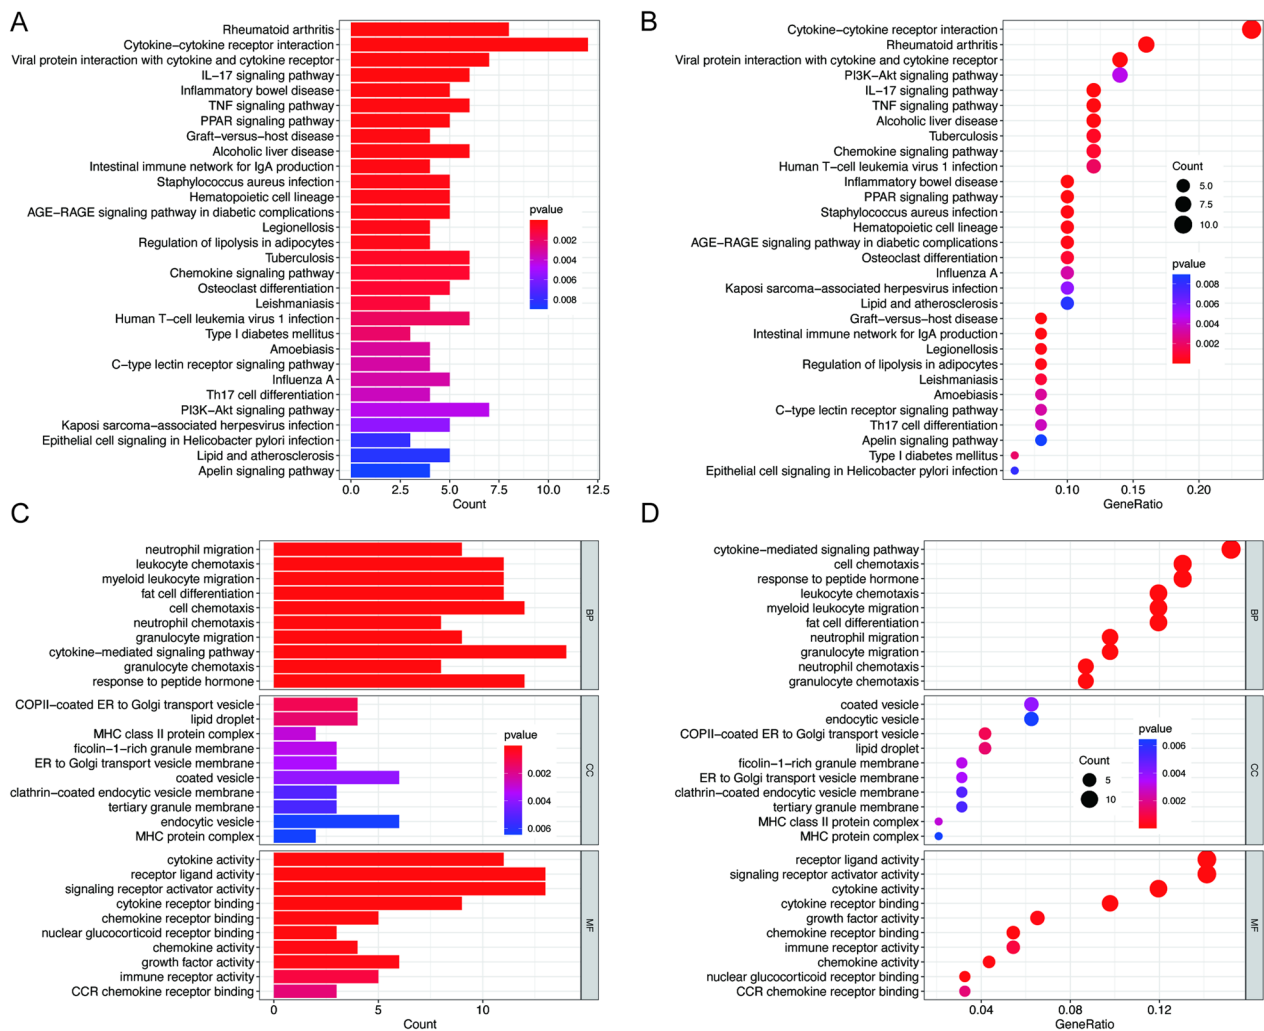 A
Rheumatoid arthritis
Cytokine−cytokine receptor interaction
Viral protein interaction with cytokine and cytokine receptor
IL−17 signaling pathway
Inflammatory bowel disease
TNF signaling pathway
PPAR signaling pathway
Graft−versus−host disease
Alcoholic liver disease
Intestinal immune network for IgA production
Staphylococcus aureus infection
Hematopoietic cell lineage
AGE−RAGE signaling pathway in diabetic complications
Legionellosis
Regulation of lipolysis in adipocytes
Tuberculosis
Chemokine signaling pathway
Osteoclast differentiation
Leishmaniasis
Human T−cell leukemia virus 1 infection
Type I diabetes mellitus
Amoebiasis
C−type lectin receptor signaling pathway
Influenza A
Th17 cell differentiation
PI3K−Akt signaling pathway
Kaposi sarcoma−associated herpesvirus infection
Epithelial cell signaling in Helicobacter pylori infection
Lipid and atherosclerosis
Apelin signaling pathway
0.0 2.5 5.0 7.5 10.0 12.5
Count
pvalue
0.002
0.004
0.006
0.008
B
Cytokine−cytokine receptor interaction
Rheumatoid arthritis
Viral protein interaction with cytokine and cytokine receptor
PI3K−Akt signaling pathway
IL−17 signaling pathway
TNF signaling pathway
Alcoholic liver disease
Tuberculosis
Chemokine signaling pathway
Human T−cell leukemia virus 1 infection
Inflammatory bowel disease
PPAR signaling pathway
Staphylococcus aureus infection
Hematopoietic cell lineage
AGE−RAGE signaling pathway in diabetic complications
Osteoclast differentiation
Influenza A
Kaposi sarcoma−associated herpesvirus infection
Lipid and atherosclerosis
Graft−versus−host disease
Intestinal immune network for IgA production
Legionellosis
Regulation of lipolysis in adipocytes
Leishmaniasis
Amoebiasis
C−type lectin receptor signaling pathway
Th17 cell differentiation
Apelin signaling pathway
Type I diabetes mellitus
Epithelial cell signaling in Helicobacter pylori infection
0.10 0.15 0.20
GeneRatio
Count
5.0
7.5
10.0
pvalue
0.008
0.006
0.004
0.002
C
neutrophil migration
leukocyte chemotaxis
myeloid leukocyte migration
fat cell differentiation
cell chemotaxis
neutrophil chemotaxis
granulocyte migration
cytokine−mediated signaling pathway
granulocyte chemotaxis
response to peptide hormone
BP
COPII−coated ER to Golgi transport vesicle
lipid droplet
MHC class II protein complex
ficolin−1−rich granule membrane
ER to Golgi transport vesicle membrane
coated vesicle
clathrin−coated endocytic vesicle membrane
tertiary granule membrane
endocytic vesicle
MHC protein complex
CC
cytokine activity
receptor ligand activity
signaling receptor activator activity
cytokine receptor binding
chemokine receptor binding
nuclear glucocorticoid receptor binding
chemokine activity
growth factor activity
immune receptor activity
CCR chemokine receptor binding
MF
0 5 10
Count
pvalue
0.002
0.004
0.006
D
cytokine−mediated signaling pathway
cell chemotaxis
response to peptide hormone
leukocyte chemotaxis
myeloid leukocyte migration
fat cell differentiation
neutrophil migration
granulocyte migration
neutrophil chemotaxis
granulocyte chemotaxis
BP
coated vesicle
endocytic vesicle
COPII−coated ER to Golgi transport vesicle
lipid droplet
ficolin−1−rich granule membrane
ER to Golgi transport vesicle membrane
clathrin−coated endocytic vesicle membrane
tertiary granule membrane
MHC class II protein complex
MHC protein complex
CC
receptor ligand activity
signaling receptor activator activity
cytokine activity
cytokine receptor binding
growth factor activity
chemokine receptor binding
immune receptor activity
chemokine activity
nuclear glucocorticoid receptor binding
CCR chemokine receptor binding
MF
0.04 0.08 0.12
GeneRatio
Count
5
10
pvalue
0.006
0.004
0.002